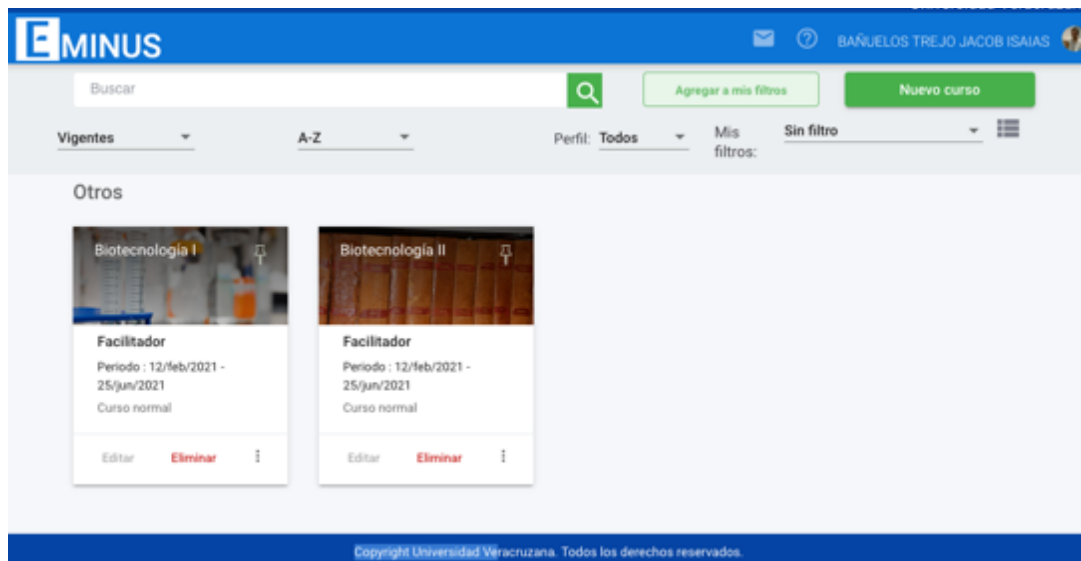 EMINUS
BAÑUELOS TREJO JACOB ISAIAS
Buscar
Agregar a mis filtros
Nuevo curso
Vigentes
A-Z
Perfil: Todos
Mis filtros:
Sin filtro
Otros
Biotecnología I
Facilitador
Periodo : 12/feb/2021 -
25/jun/2021
Curso normal
Editar Eliminar
Biotecnología II
Facilitador
Periodo : 12/feb/2021 -
25/jun/2021
Curso normal
Editar Eliminar
Copyright Universidad Veracruzana. Todos los derechos reservados.